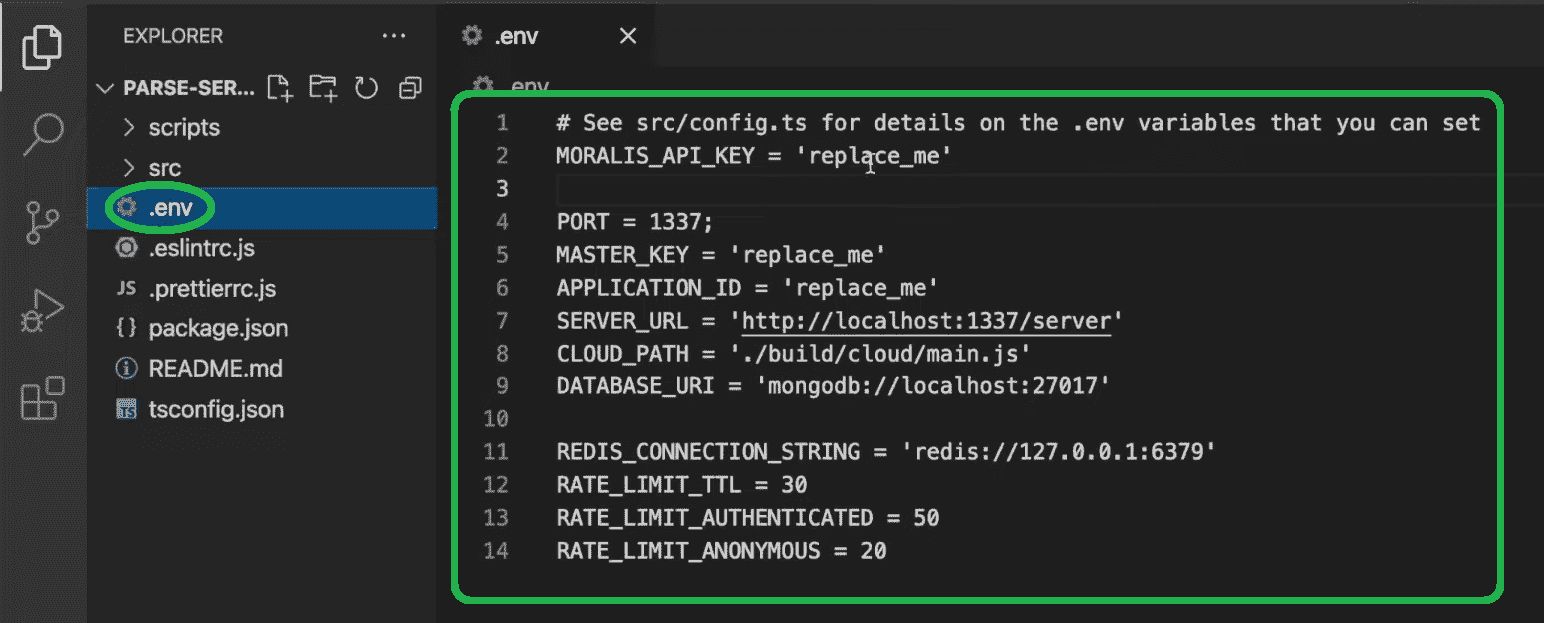 EXPLORER
PARSE-SER...
scripts
src
.env
.eslintrc.js
JS .prettierrc.js
{} package.json
README.md
TS tsconfig.json
.env
.env
1 # See src/config.ts for details on the .env variables that you can set
2 MORALIS_API_KEY = 'replace_me'
3
4 PORT = 1337;
5 MASTER_KEY = 'replace_me'
6 APPLICATION_ID = 'replace_me'
7 SERVER_URL = 'http://localhost:1337/server'
8 CLOUD_PATH = './build/cloud/main.js'
9 DATABASE_URI = 'mongodb://localhost:27017'
10
11 REDIS_CONNECTION_STRING = 'redis://127.0.0.1:6379'
12 RATE_LIMIT_TTL = 30
13 RATE_LIMIT_AUTHENTICATED = 50
14 RATE_LIMIT_ANONYMOUS = 20